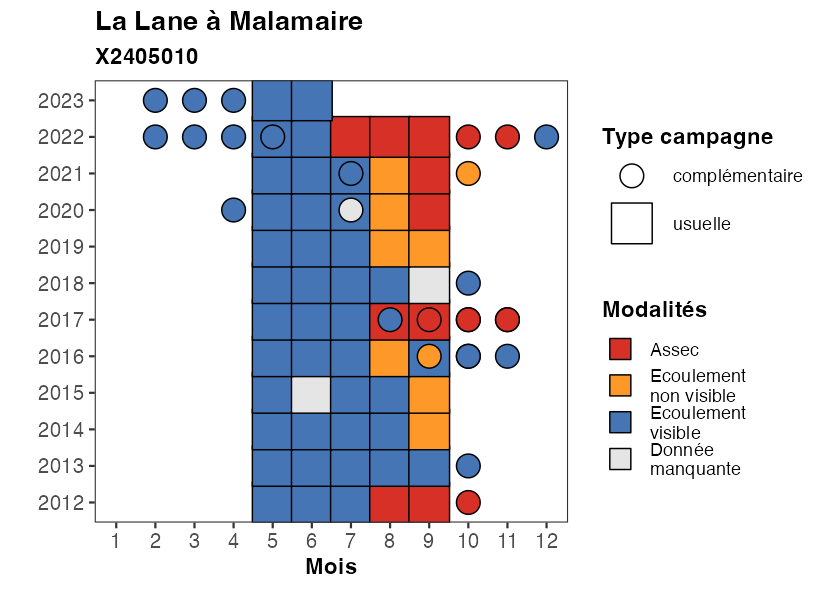 La Lane à Malamaire
X2405010
2023
2022
2021
2020
2019
2018
2017
2016
2015
2014
2013
2012
1 2 3 4 5 6 7 8 9 10 11 12
Mois
Type campagne
complémentaire
usuelle
Modalités
Assec
Ecoulement
non visible
Ecoulement
visible
Donnée
manquante